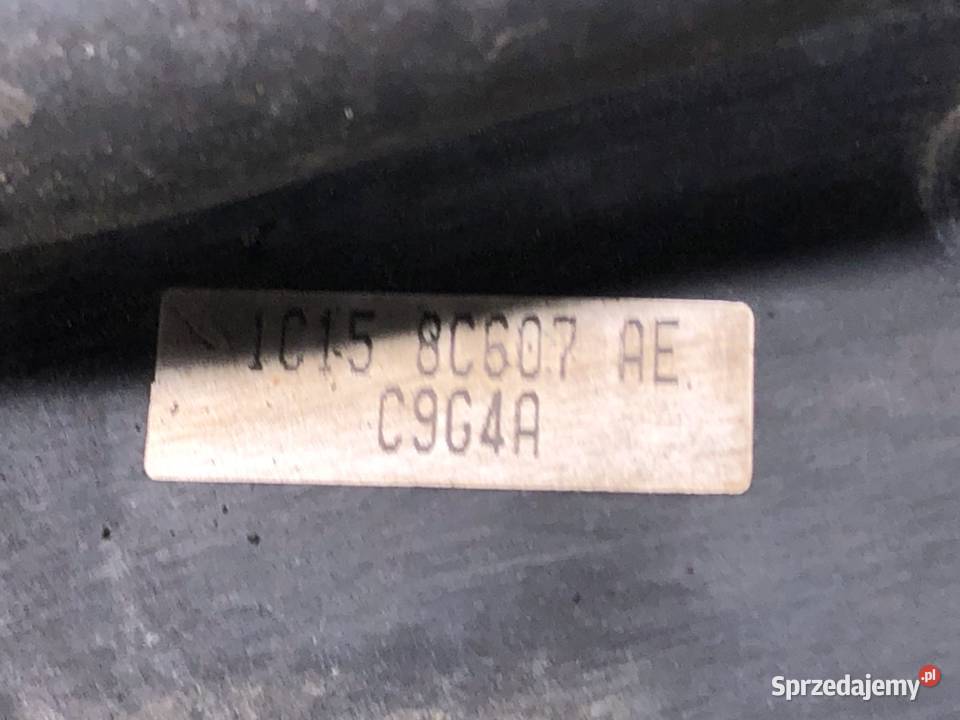 1C15 8C607 AE
C9G4A
Sprzedajemy.pl